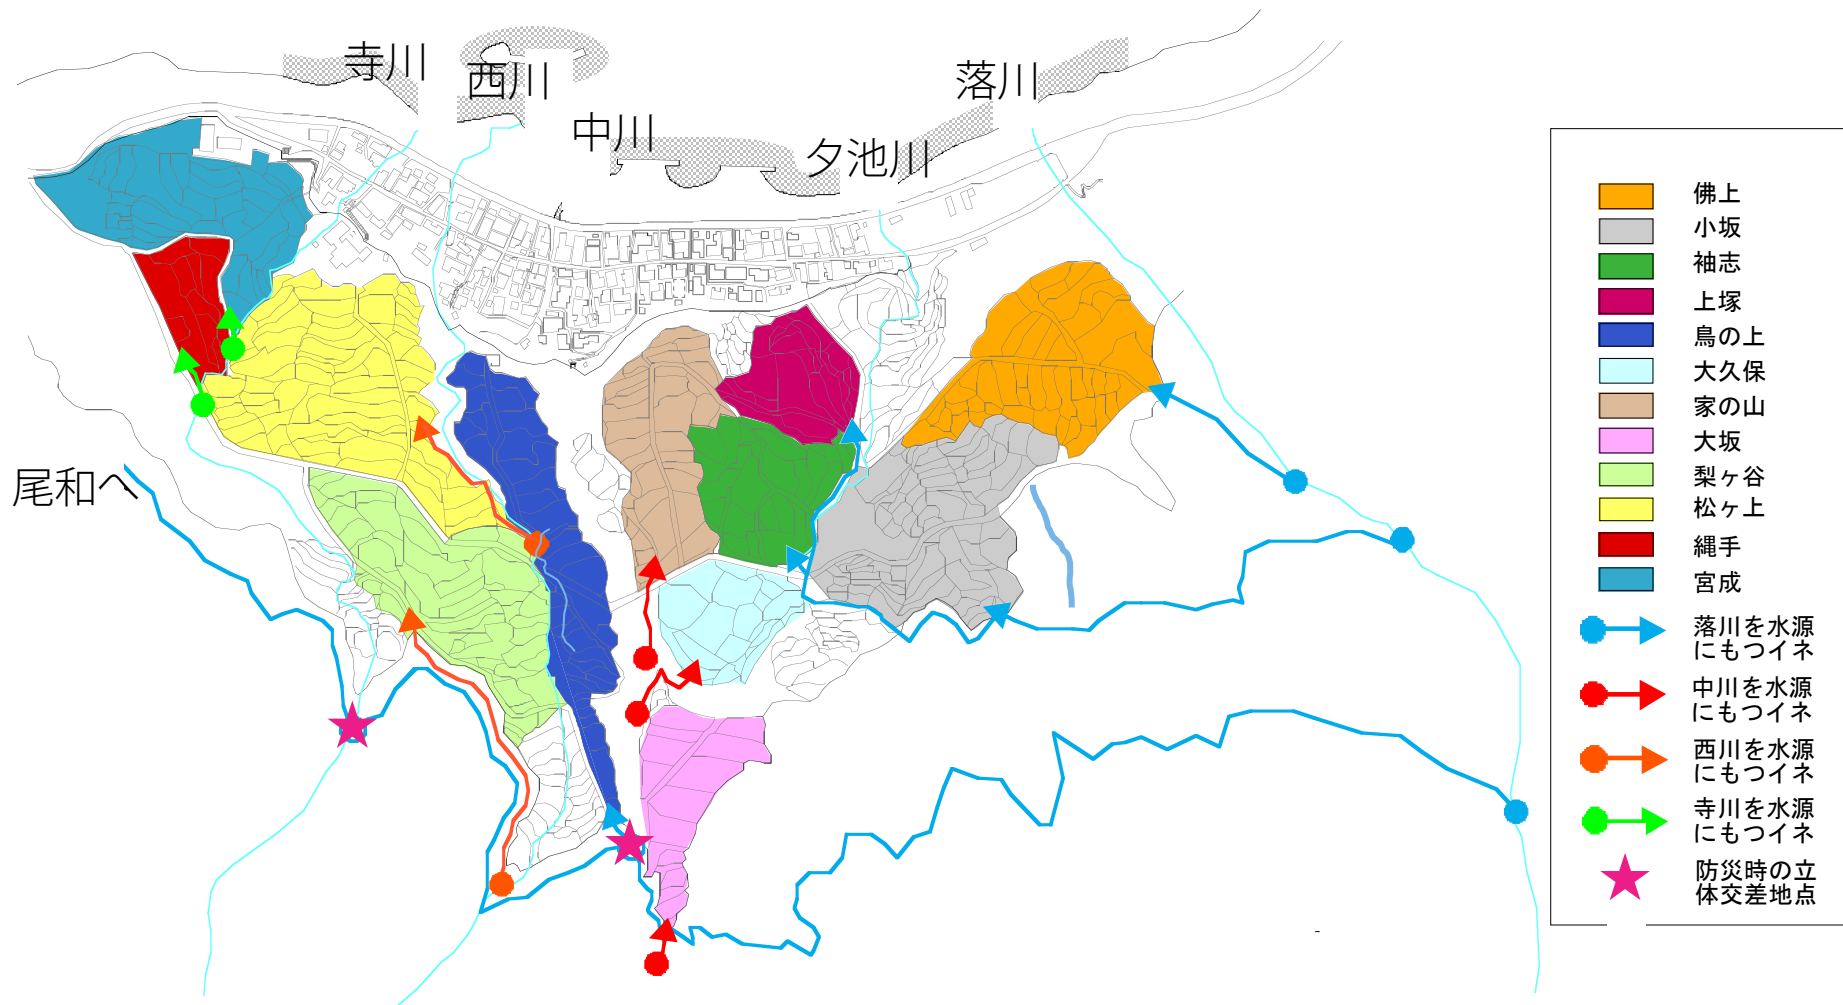 寺川
西川
中川
夕池川
落川
尾和へ
佛上
小坂
袖志
上塚
鳥の上
大久保
家の山
大坂
梨ヶ谷
松ヶ上
縄手
宮成
落川を水源
にもつイネ
中川を水源
にもつイネ
西川を水源
にもつイネ
寺川を水源
にもつイネ
防災時の立
体交差地点